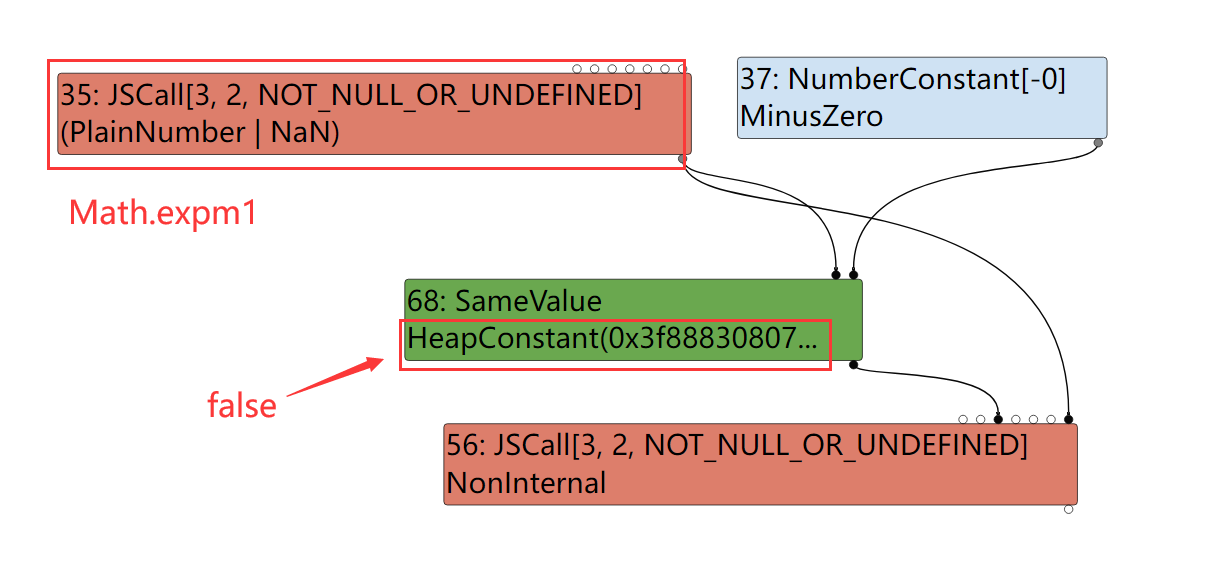 35: JSCall[3, 2, NOT_NULL_OR_UNDEFINED]
(PlainNumber | NaN)
37: NumberConstant[-0]
MinusZero
Math.expm1
68: SameValue
HeapConstant(0x3f88830807...
false
56: JSCall[3, 2, NOT_NULL_OR_UNDEFINED]
NonInternal